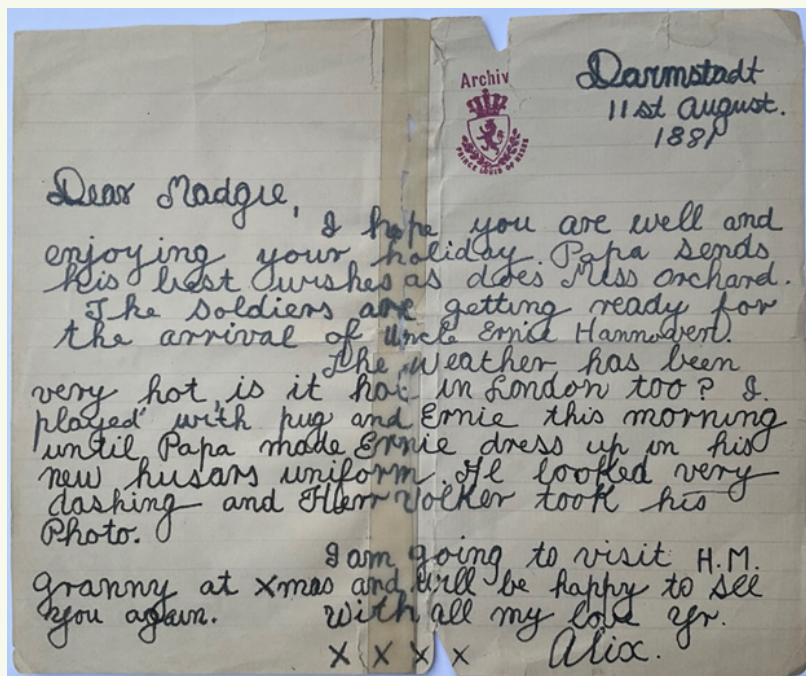 Archiv
PRINCE LOUIS OF HESSE
Darmstadt
11st August.
1881
Dear Madgie,
I hope you are well and
enjoying your holiday. Papa sends
his best wishes as does Miss Orchard.
The soldiers are getting ready for
the arrival of Uncle Ernie Hannover.
The weather has been
very hot, is it hot in London too? I
played with pug and Ernie this morning
until Papa made Ernie dress up in his
new husars uniform. He looked very
dashing and Herr Volker took his
Photo.
I am going to visit H.M.
granny at Xmas and will be happy to see
you again. With all my love yr.
X X X X Alix.